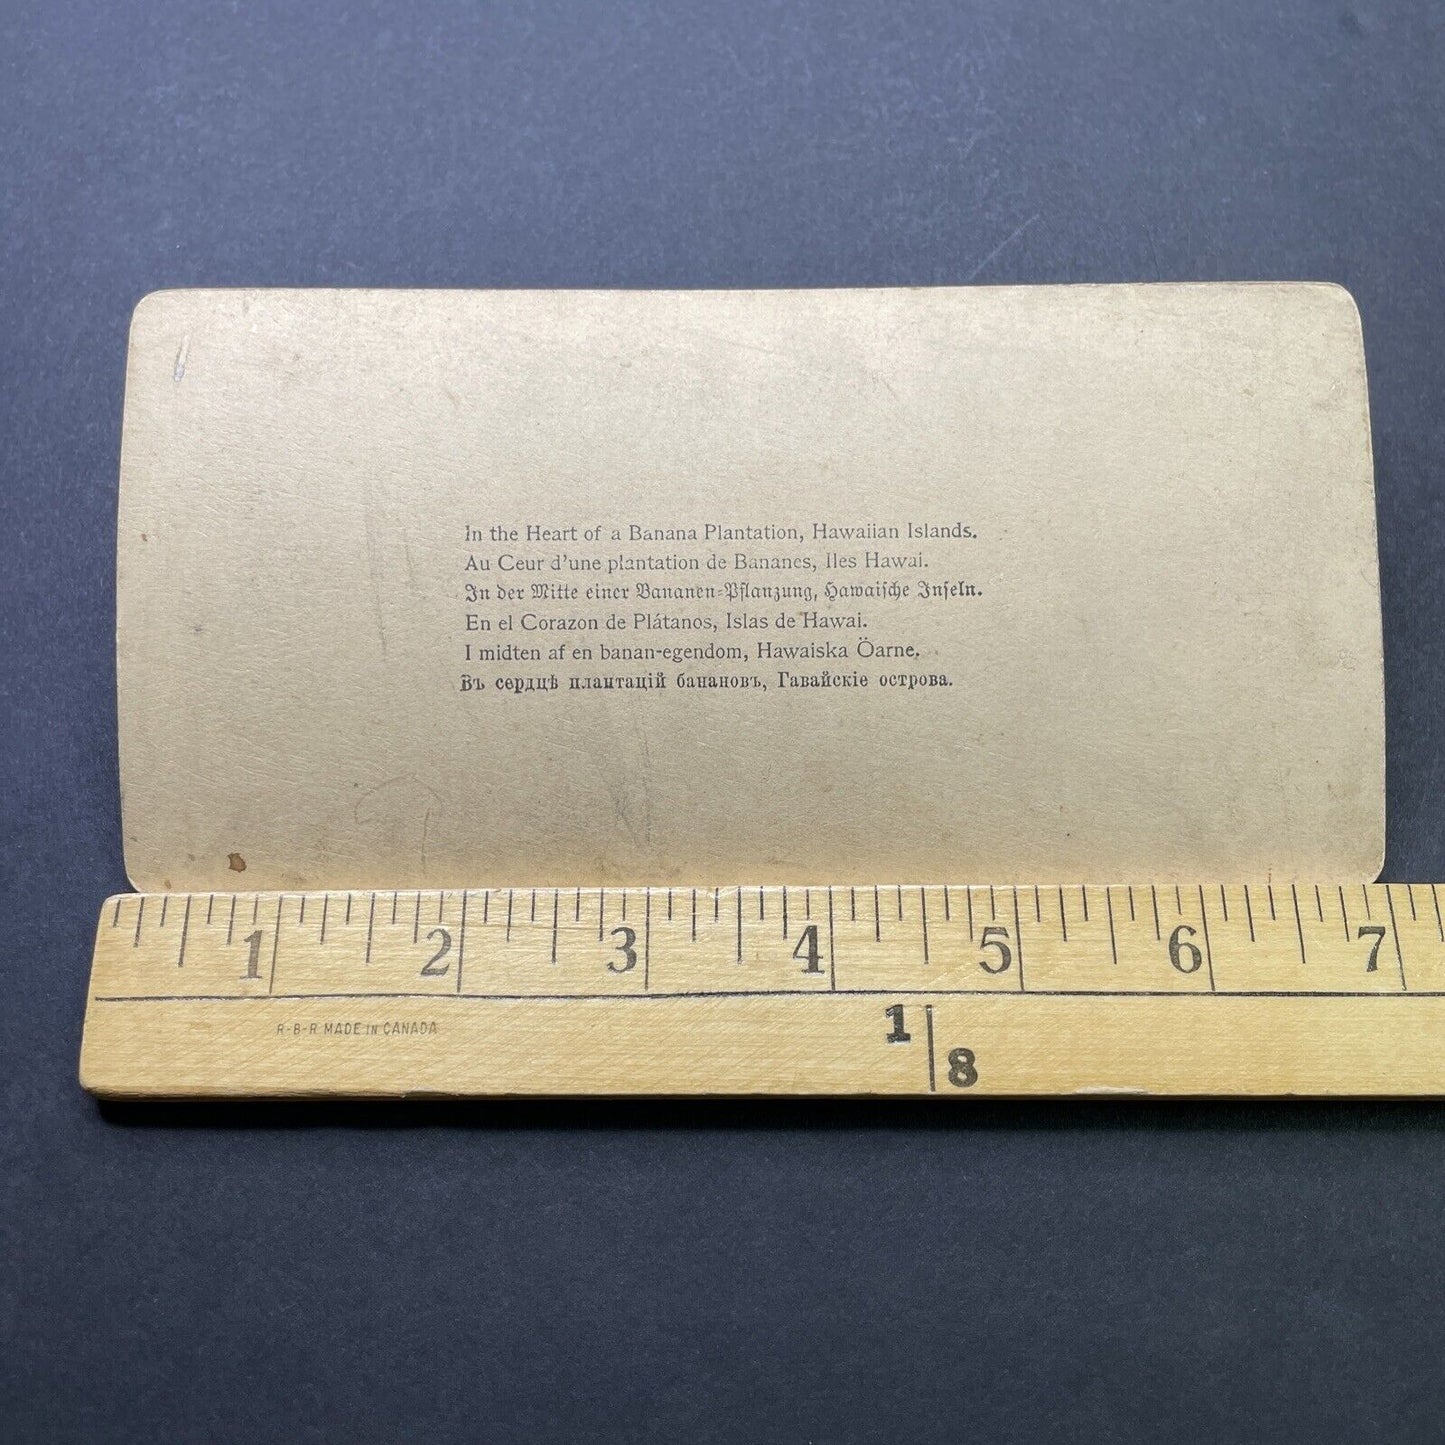 In the Heart of a Banana Plantation, Hawaiian Islands.
Au Ceur d'une plantation de Bananes, Iles Hawai.
In der Mitte einer Bananen-Pflanzung, Hawaische Inseln.
En el Corazon de Plátanos, Islas de Hawai.
I midten af en banan-egendom, Hawaiska Öarne.
Въ сердцѣ плантацій банановъ, Гавайскіе острова.
1 2 3 4 5 6 7
R-B-R MADE IN CANADA
1 8